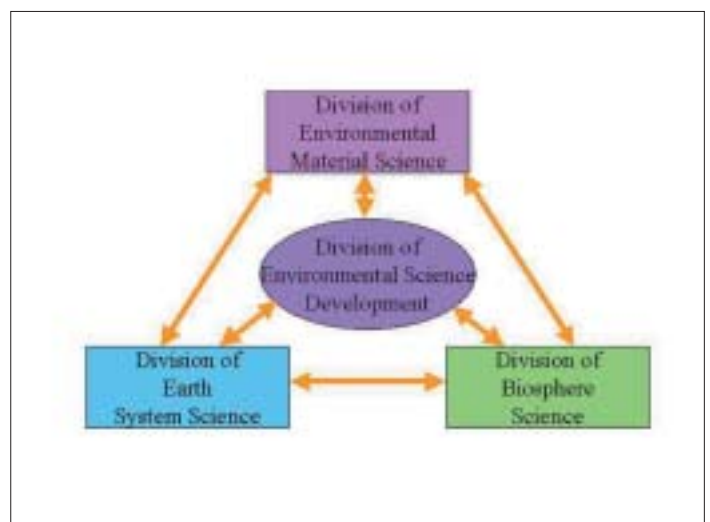 Division of
Environmental
Material Science
Division of
Environmental Science
Development
Division of
Earth
System Science
Division of
Biosphere
Science